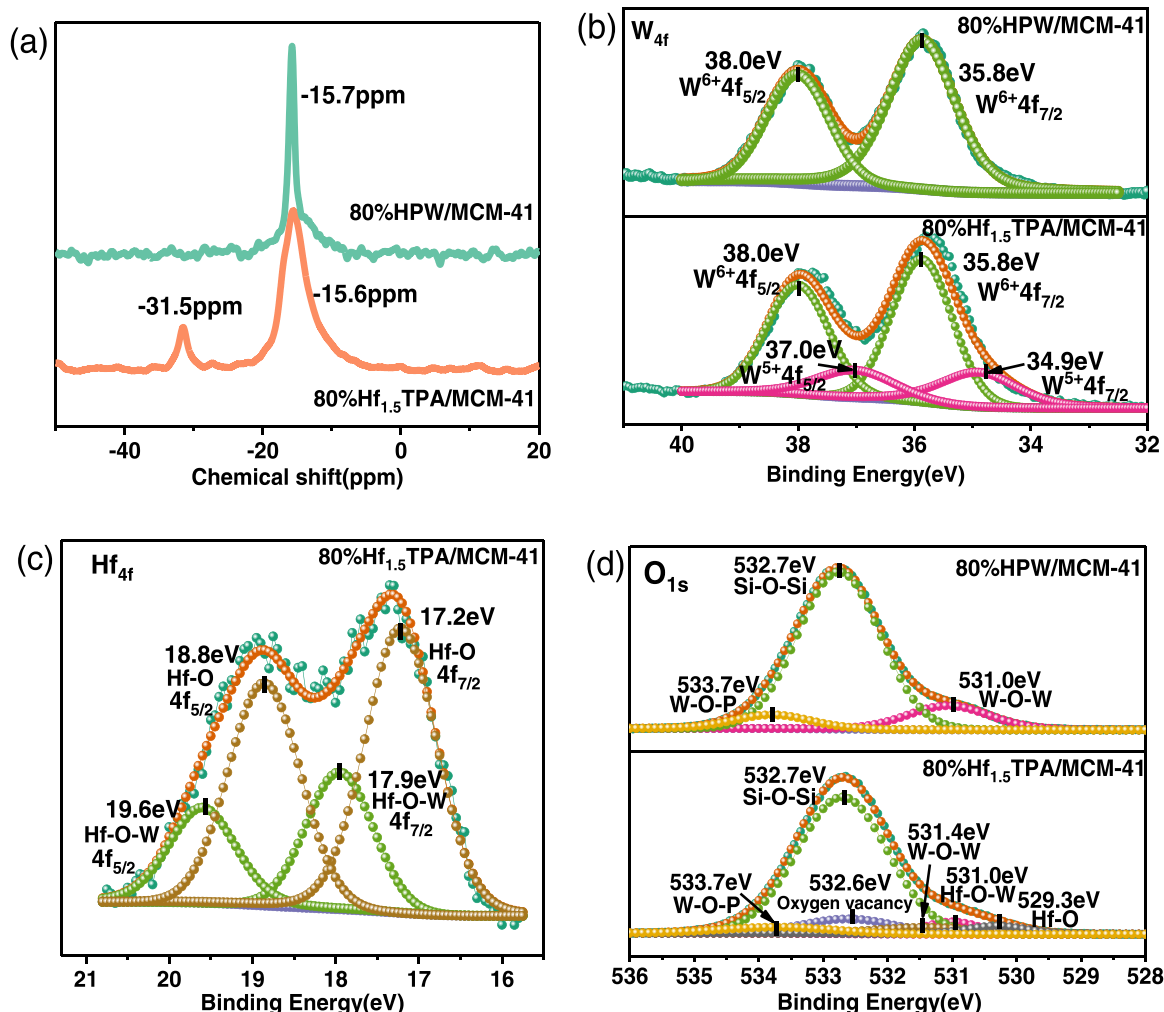 (a)
-15.7ppm
80%HPW/MCM-41
-31.5ppm
-15.6ppm
80%Hf1.5TPA/MCM-41
-40 -20 0 20
Chemical shift(ppm)
(b)
W4f
80%HPW/MCM-41
38.0eV
W6+4f5/2
35.8eV
W6+4f7/2
80%Hf1.5TPA/MCM-41
38.0eV
W6+4f5/2
35.8eV
W6+4f7/2
37.0eV
W5+4f5/2
34.9eV
W5+4f7/2
40 38 36 34 32
Binding Energy(eV)
(c)
Hf4f
80%Hf1.5TPA/MCM-41
17.2eV
Hf-O
4f7/2
18.8eV
Hf-O
4f5/2
17.9eV
Hf-O-W
4f7/2
19.6eV
Hf-O-W
4f5/2
21 20 19 18 17 16
Binding Energy(eV)
(d)
O1s
532.7eV
Si-O-Si
80%HPW/MCM-41
533.7eV
W-O-P
531.0eV
W-O-W
532.7eV
Si-O-Si
80%Hf1.5TPA/MCM-41
531.4eV
W-O-W
533.7eV
W-O-P
532.6eV
Oxygen vacancy
531.0eV
Hf-O-W
529.3eV
Hf-O
536 535 534 533 532 531 530 529 528
Binding Energy(eV)